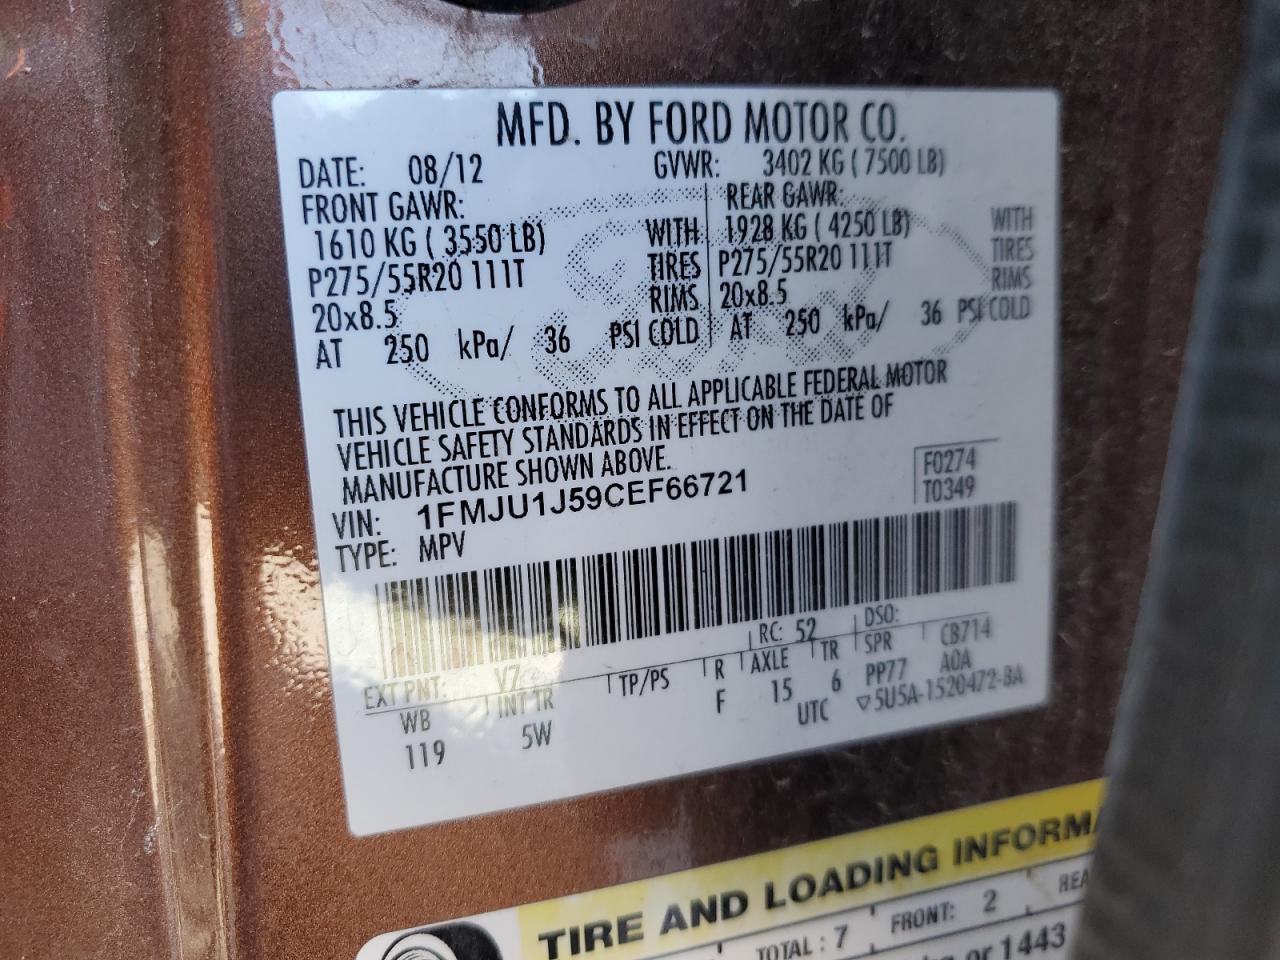 MFD. BY FORD MOTOR CO.
DATE: 08/12 GVWR: 3402 KG ( 7500 LB)
FRONT GAWR: REAR GAWR:
1610 KG ( 3550 LB) WITH 1928 KG ( 4250 LB) WITH
P275/55R20 111T TIRES P275/55R20 111T TIRES
20x8.5 RIMS 20x8.5 RIMS
AT 250 kPa/ 36 PSI COLD AT 250 kPa/ 36 PSI COLD
THIS VEHICLE CONFORMS TO ALL APPLICABLE FEDERAL MOTOR
VEHICLE SAFETY STANDARDS IN EFFECT ON THE DATE OF
MANUFACTURE SHOWN ABOVE.
F0274
T0349
VIN: 1FMJU1J59CEF66721
TYPE: MPV
EXT PNT: VZ RC: 52 DSO:
WB INT TR TP/PS R AXLE TR SPR CB714
119 5W F 15 6 PP77 A0A
UTC ▽5U5A-1520472-BA
TIRE AND LOADING INFORMA
TOTAL : 7 FRONT: 2 REA
or 1443